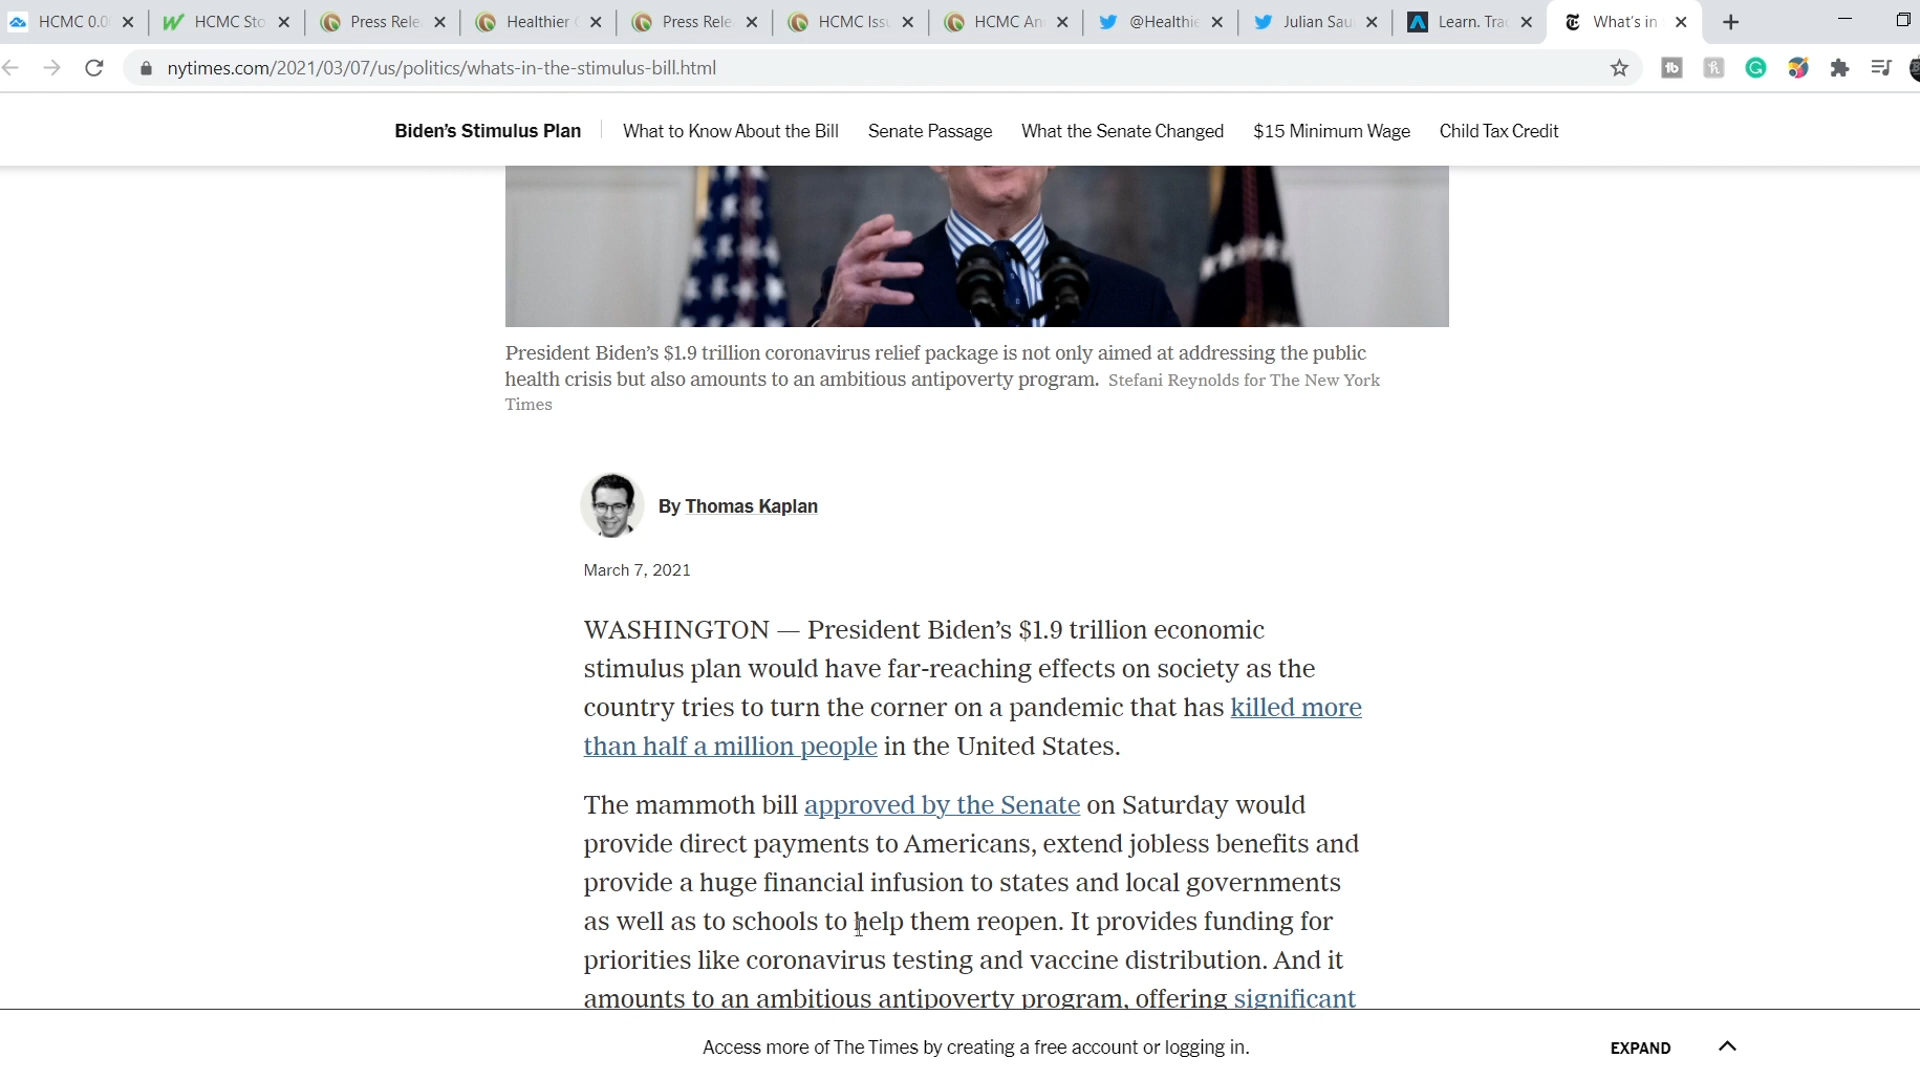 HCMC 0.0
HCMC Sto
Press Rele
Healthier
Press Rele
HCMC Iss
HCMC An
@Healthie
Julian Sau
Learn. Trad
What's in
nytimes.com/2021/03/07/us/politics/whats-in-the-stimulus-bill.html
Biden's Stimulus Plan
What to Know About the Bill
Senate Passage
What the Senate Changed
$15 Minimum Wage
Child Tax Credit
President Biden's $1.9 trillion coronavirus relief package is not only aimed at addressing the public
health crisis but also amounts to an ambitious antipoverty program. Stefani Reynolds for The New York
Times
By Thomas Kaplan
March 7, 2021
WASHINGTON — President Biden's $1.9 trillion economic
stimulus plan would have far-reaching effects on society as the
country tries to turn the corner on a pandemic that has killed more
than half a million people in the United States.
The mammoth bill approved by the Senate on Saturday would
provide direct payments to Americans, extend jobless benefits and
provide a huge financial infusion to states and local governments
as well as to schools to help them reopen. It provides funding for
priorities like coronavirus testing and vaccine distribution. And it
amounts to an ambitious antipoverty program, offering significant
Access more of The Times by creating a free account or logging in.
EXPAND